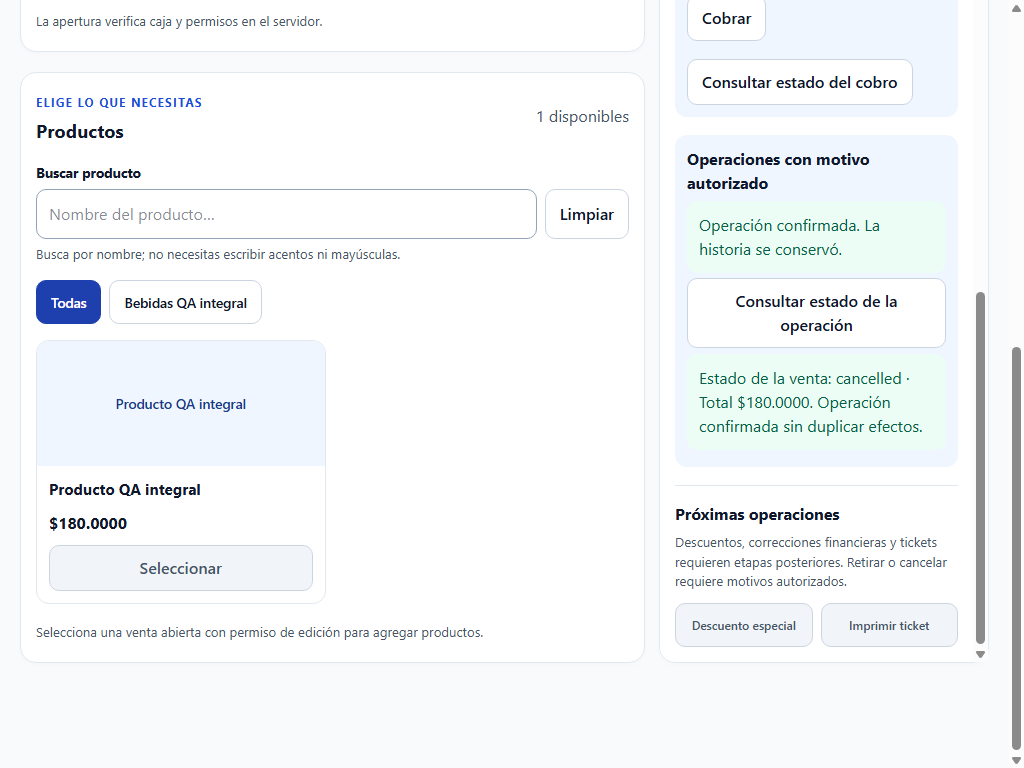 La apertura verifica caja y permisos en el servidor.
ELIGE LO QUE NECESITAS
Productos
1 disponibles
Buscar producto
Nombre del producto...
Limpiar
Busca por nombre; no necesitas escribir acentos ni mayúsculas.
Todas
Bebidas QA integral
Producto QA integral
Producto QA integral
$180.0000
Seleccionar
Selecciona una venta abierta con permiso de edición para agregar productos.
Cobrar
Consultar estado del cobro
Operaciones con motivo
autorizado
Operación confirmada. La
historia se conservó.
Consultar estado de la
operación
Estado de la venta: cancelled ·
Total $180.0000. Operación
confirmada sin duplicar efectos.
Próximas operaciones
Descuentos, correcciones financieras y tickets
requieren etapas posteriores. Retirar o cancelar
requiere motivos autorizados.
Descuento especial
Imprimir ticket